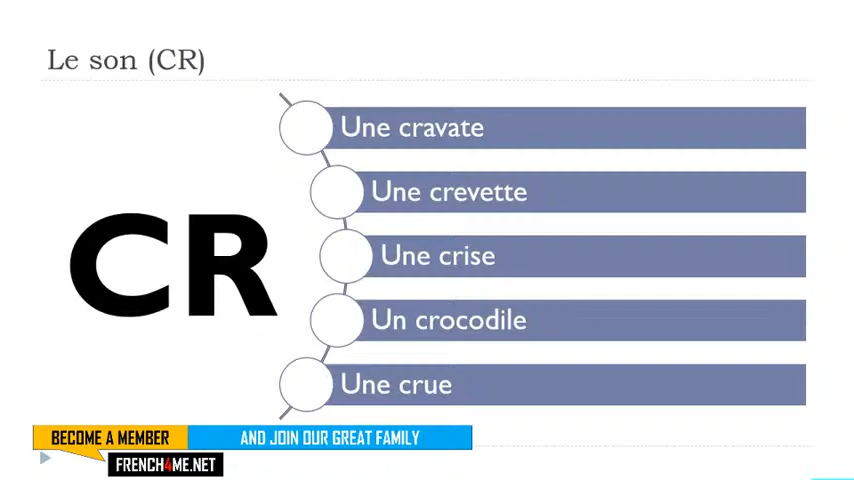 Le son (CR)
CR
Une cravate
Une crevette
Une crise
Un crocodile
Une crue
BECOME A MEMBER
AND JOIN OUR GREAT FAMILY
FRENCH4ME.NET